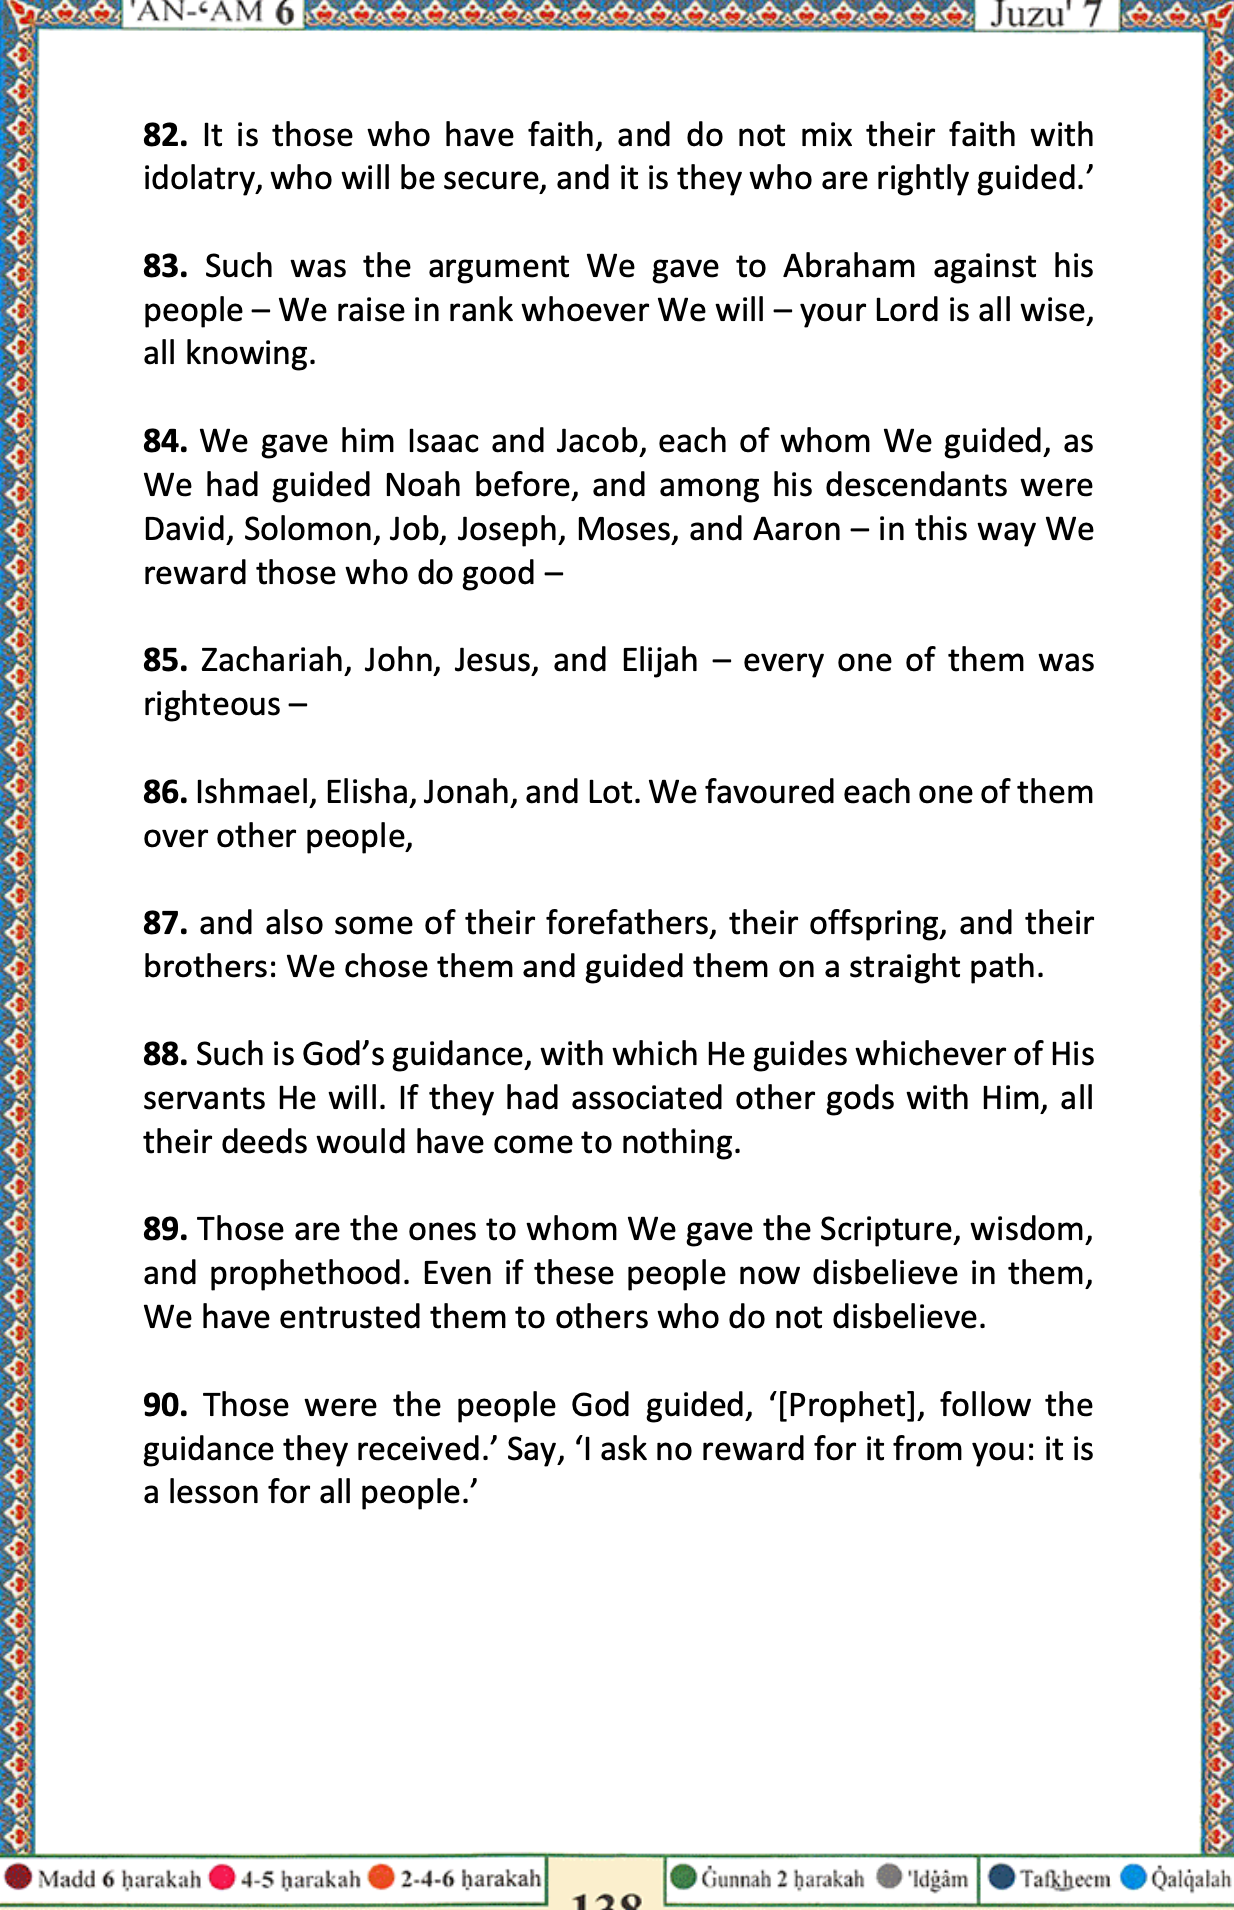 'AN-‘AM 6 Juzu' 7
82. It is those who have faith, and do not mix their faith with
idolatry, who will be secure, and it is they who are rightly guided.’
83. Such was the argument We gave to Abraham against his
people – We raise in rank whoever We will – your Lord is all wise,
all knowing.
84. We gave him Isaac and Jacob, each of whom We guided, as
We had guided Noah before, and among his descendants were
David, Solomon, Job, Joseph, Moses, and Aaron – in this way We
reward those who do good –
85. Zachariah, John, Jesus, and Elijah – every one of them was
righteous –
86. Ishmael, Elisha, Jonah, and Lot. We favoured each one of them
over other people,
87. and also some of their forefathers, their offspring, and their
brothers: We chose them and guided them on a straight path.
88. Such is God’s guidance, with which He guides whichever of His
servants He will. If they had associated other gods with Him, all
their deeds would have come to nothing.
89. Those are the ones to whom We gave the Scripture, wisdom,
and prophethood. Even if these people now disbelieve in them,
We have entrusted them to others who do not disbelieve.
90. Those were the people God guided, ‘[Prophet], follow the
guidance they received.’ Say, ‘I ask no reward for it from you: it is
a lesson for all people.’
Madd 6 ḥarakah 4-5 ḥarakah 2-4-6 ḥarakah 138 Ġunnah 2 ḥarakah 'Idġâm Tafkheem Q̇alq̇alah